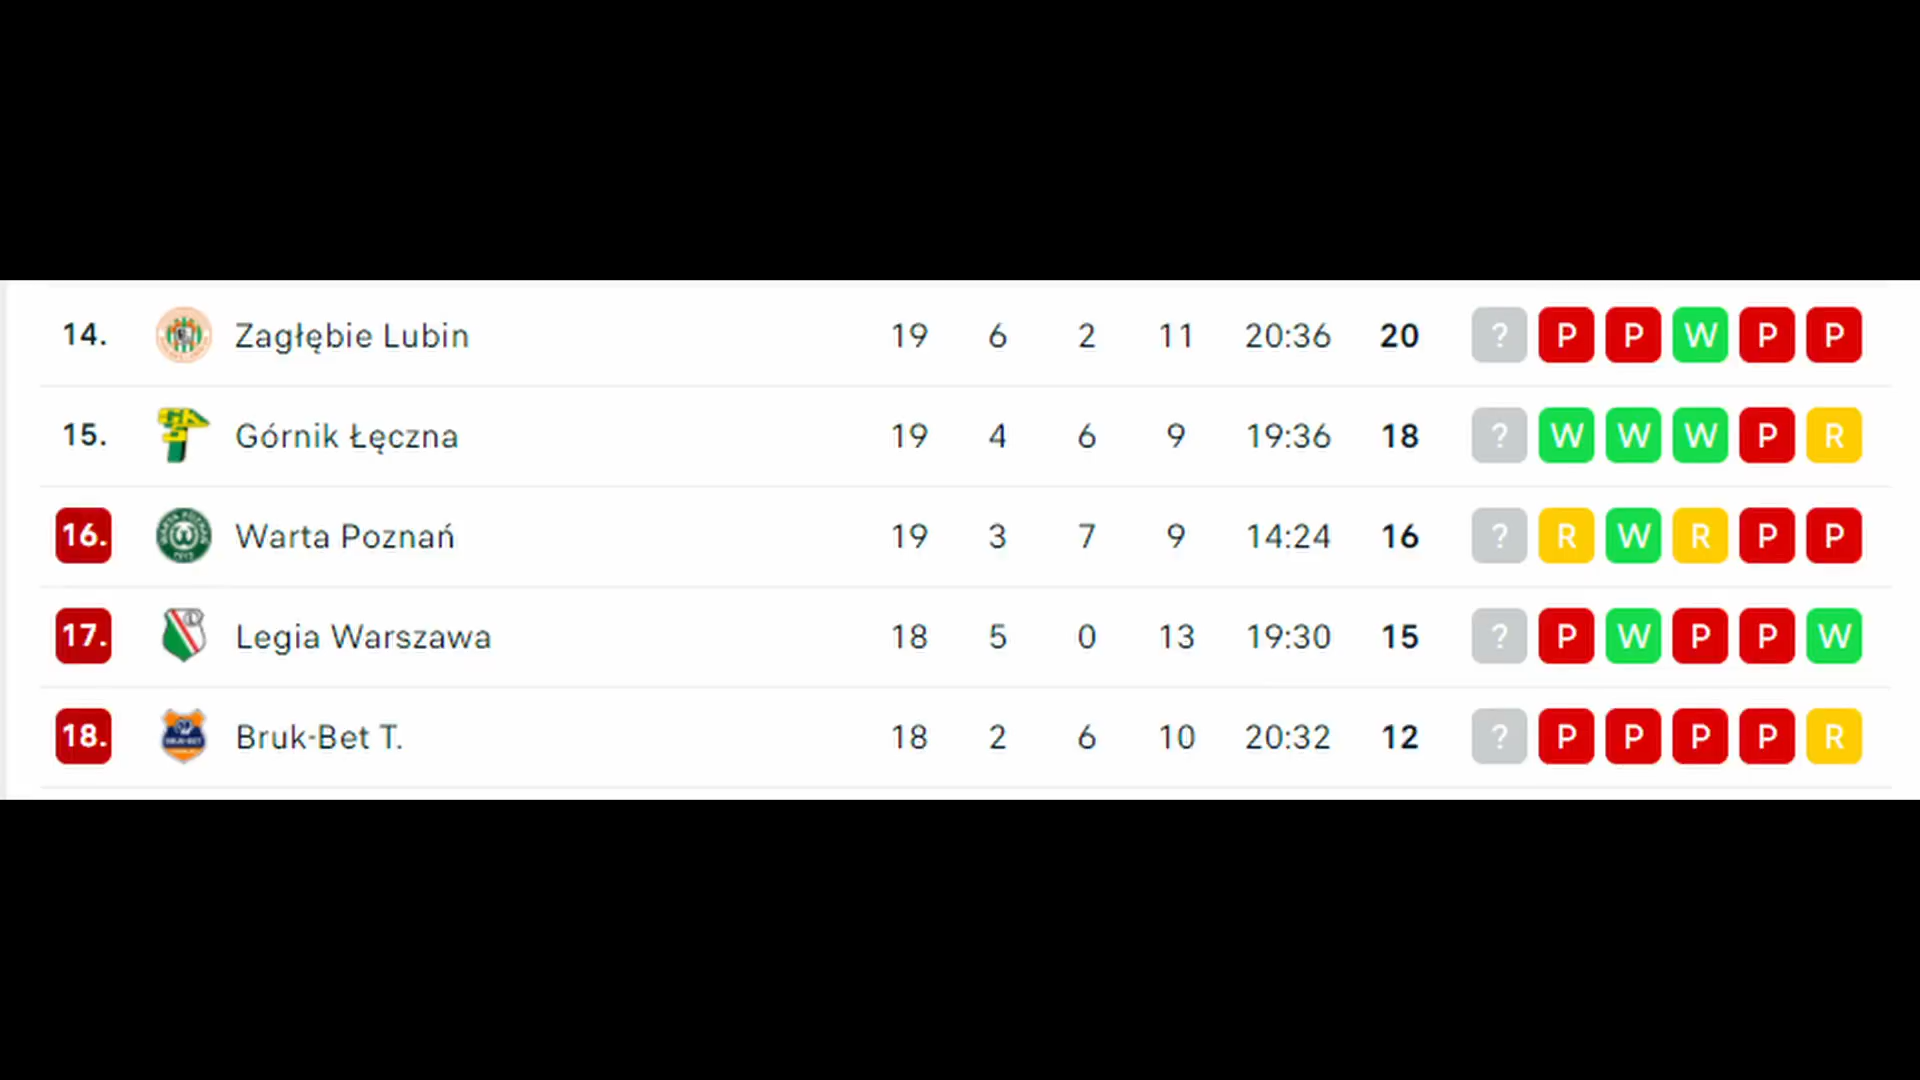 14. Zagłębie Lubin 19 6 2 11 20:36 20 ? P P W P P
15. Górnik Łęczna 19 4 6 9 19:36 18 ? W W W P R
16. Warta Poznań 19 3 7 9 14:24 16 ? R W R P P
17. Legia Warszawa 18 5 0 13 19:30 15 ? P W P P W
18. Bruk-Bet T. 18 2 6 10 20:32 12 ? P P P P R